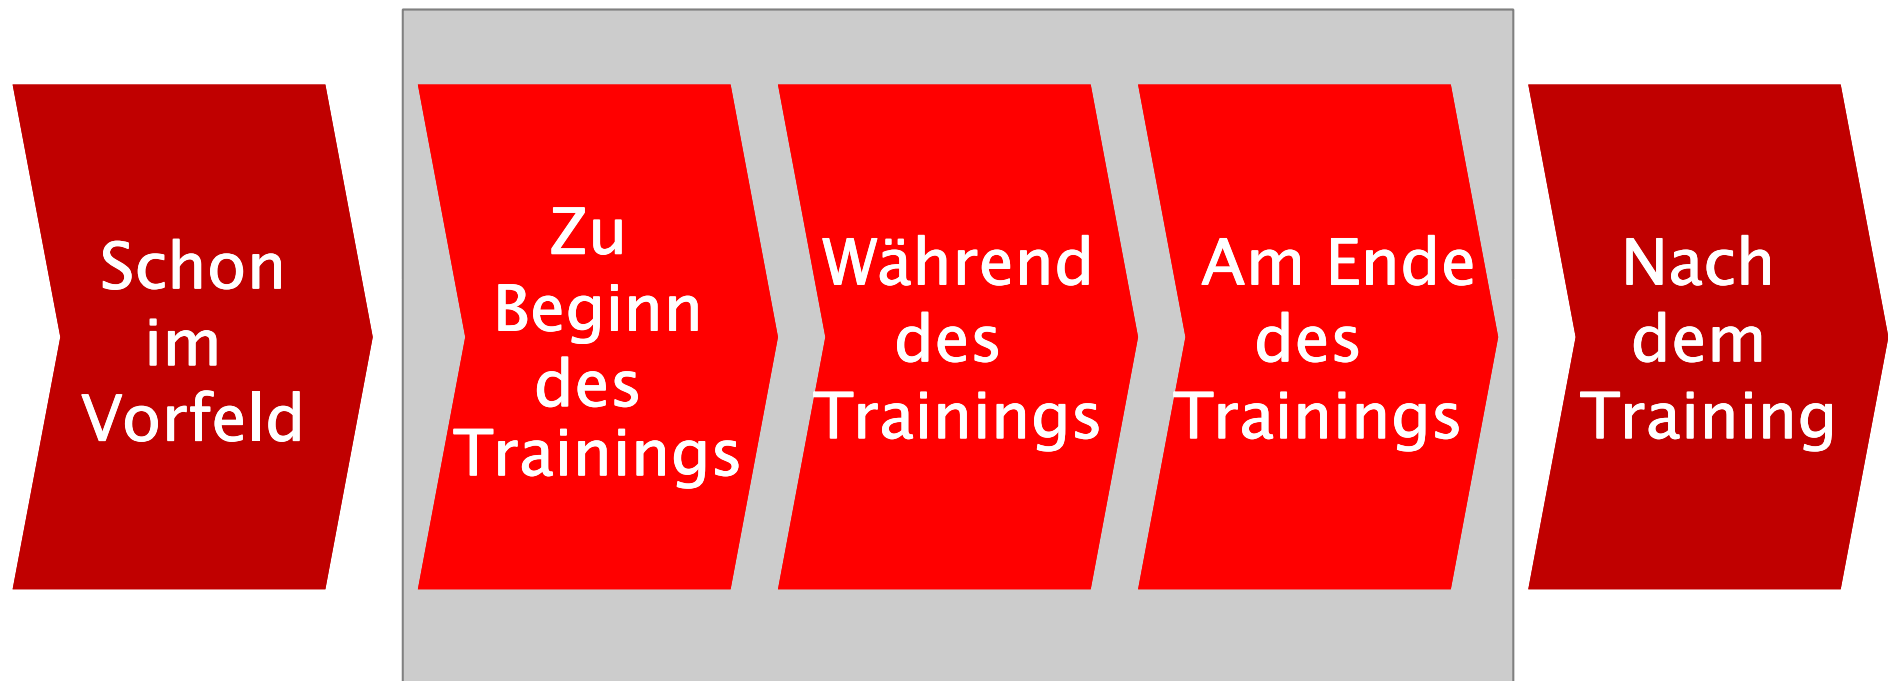 Schon
im
Vorfeld
Zu
Beginn
des
Trainings
Während
des
Trainings
Am Ende
des
Trainings
Nach
dem
Training